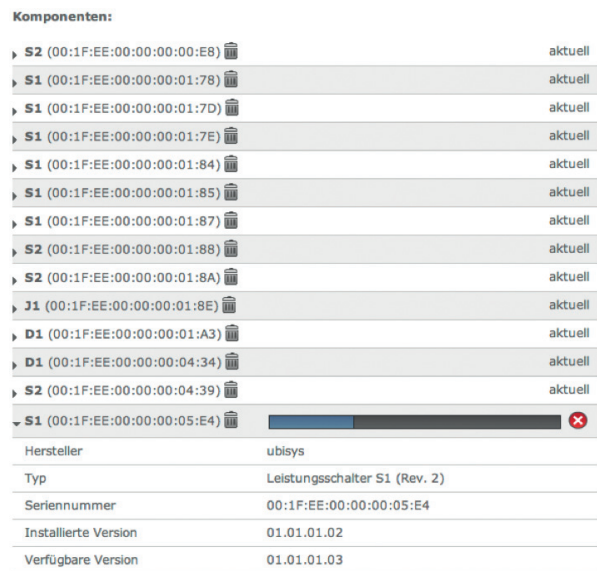 Komponenten:
S2 (00:1F:EE:00:00:00:00:E8) aktuell
S1 (00:1F:EE:00:00:00:01:78) aktuell
S1 (00:1F:EE:00:00:00:01:7D) aktuell
S1 (00:1F:EE:00:00:00:01:7E) aktuell
S1 (00:1F:EE:00:00:00:01:84) aktuell
S1 (00:1F:EE:00:00:00:01:85) aktuell
S1 (00:1F:EE:00:00:00:01:87) aktuell
S2 (00:1F:EE:00:00:00:01:88) aktuell
S2 (00:1F:EE:00:00:00:01:8A) aktuell
J1 (00:1F:EE:00:00:00:01:8E) aktuell
D1 (00:1F:EE:00:00:00:01:A3) aktuell
D1 (00:1F:EE:00:00:00:04:34) aktuell
S2 (00:1F:EE:00:00:00:04:39) aktuell
S1 (00:1F:EE:00:00:00:05:E4)
Hersteller ubisys
Typ Leistungsschalter S1 (Rev. 2)
Seriennummer 00:1F:EE:00:00:00:05:E4
Installierte Version 01.01.01.02
Verfügbare Version 01.01.01.03